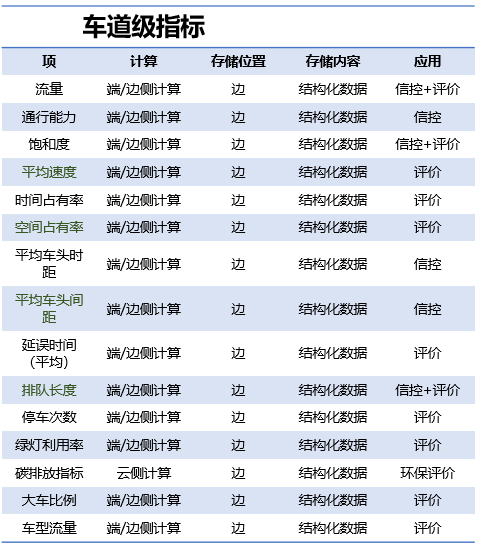 车道级指标
项 计算 存储位置 存储内容 应用
流量 端/边侧计算 边 结构化数据 信控+评价
通行能力 端/边侧计算 边 结构化数据 信控
饱和度 端/边侧计算 边 结构化数据 信控+评价
平均速度 端/边侧计算 边 结构化数据 评价
时间占有率 端/边侧计算 边 结构化数据 评价
空间占有率 端/边侧计算 边 结构化数据 评价
平均车头时
距 端/边侧计算 边 结构化数据 信控
平均车头间
距 端/边侧计算 边 结构化数据 信控
延误时间
（平均） 端/边侧计算 边 结构化数据 评价
排队长度 端/边侧计算 边 结构化数据 信控+评价
停车次数 端/边侧计算 边 结构化数据 评价
绿灯利用率 端/边侧计算 边 结构化数据 评价
碳排放指标 云侧计算 边 结构化数据 环保评价
大车比例 端/边侧计算 边 结构化数据 评价
车型流量 端/边侧计算 边 结构化数据 评价